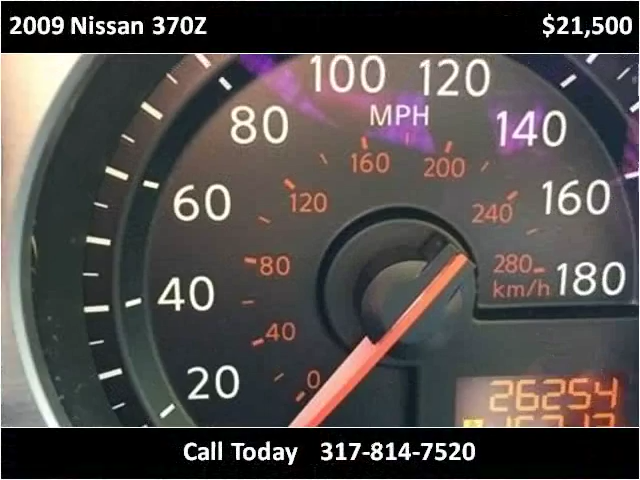 2009 Nissan 370Z $21,500
100 120
MPH
80 140
160 200
60 120 240 160
80 280 180
km/h
40
40
20 0
26254
Call Today 317-814-7520